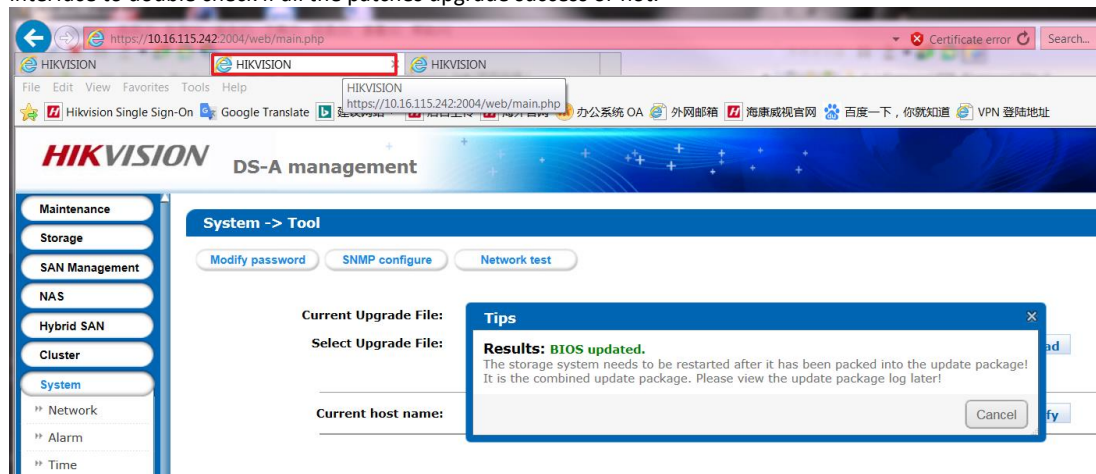 interface to double check if all the patches upgrade success or not.
https://10.16.115.242:2004/web/main.php
Certificate error
Search...
HIKVISION
HIKVISION
HIKVISION
File Edit View Favorites Tools Help
HIKVISION
https://10.16.115.242:2004/web/main.php
Hikvision Single Sign-On
Google Translate
办公系统 OA
外网邮箱
海康威视官网
百度一下，你就知道
VPN 登陆地址
HIKVISION DS-A management
Maintenance
Storage
SAN Management
NAS
Hybrid SAN
Cluster
System
Network
Alarm
Time
System -> Tool
Modify password
SNMP configure
Network test
Current Upgrade File:
Select Upgrade File:
Current host name:
Tips
Results: BIOS updated.
The storage system needs to be restarted after it has been packed into the update package!
It is the combined update package. Please view the update package log later!
Cancel